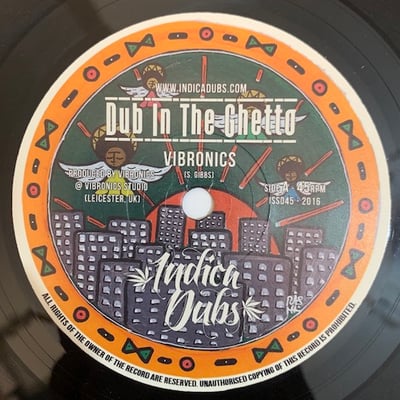 WWW.INDICADUBS.COM
Dub In The Ghetto
VIBRONICS
(S. GIBBS)
PRODUCED BY VIBRONICS
@ VIBRONICS STUDIO
(LEICESTER, UK)
SIDE A 45 RPM
ISS045 - 2016
Indica
Dubs
ALL RIGHTS OF THE OWNER OF THE RECORD ARE RESERVED. UNAUTHORISED COPYING OF THIS RECORD IS PROHIBITED.